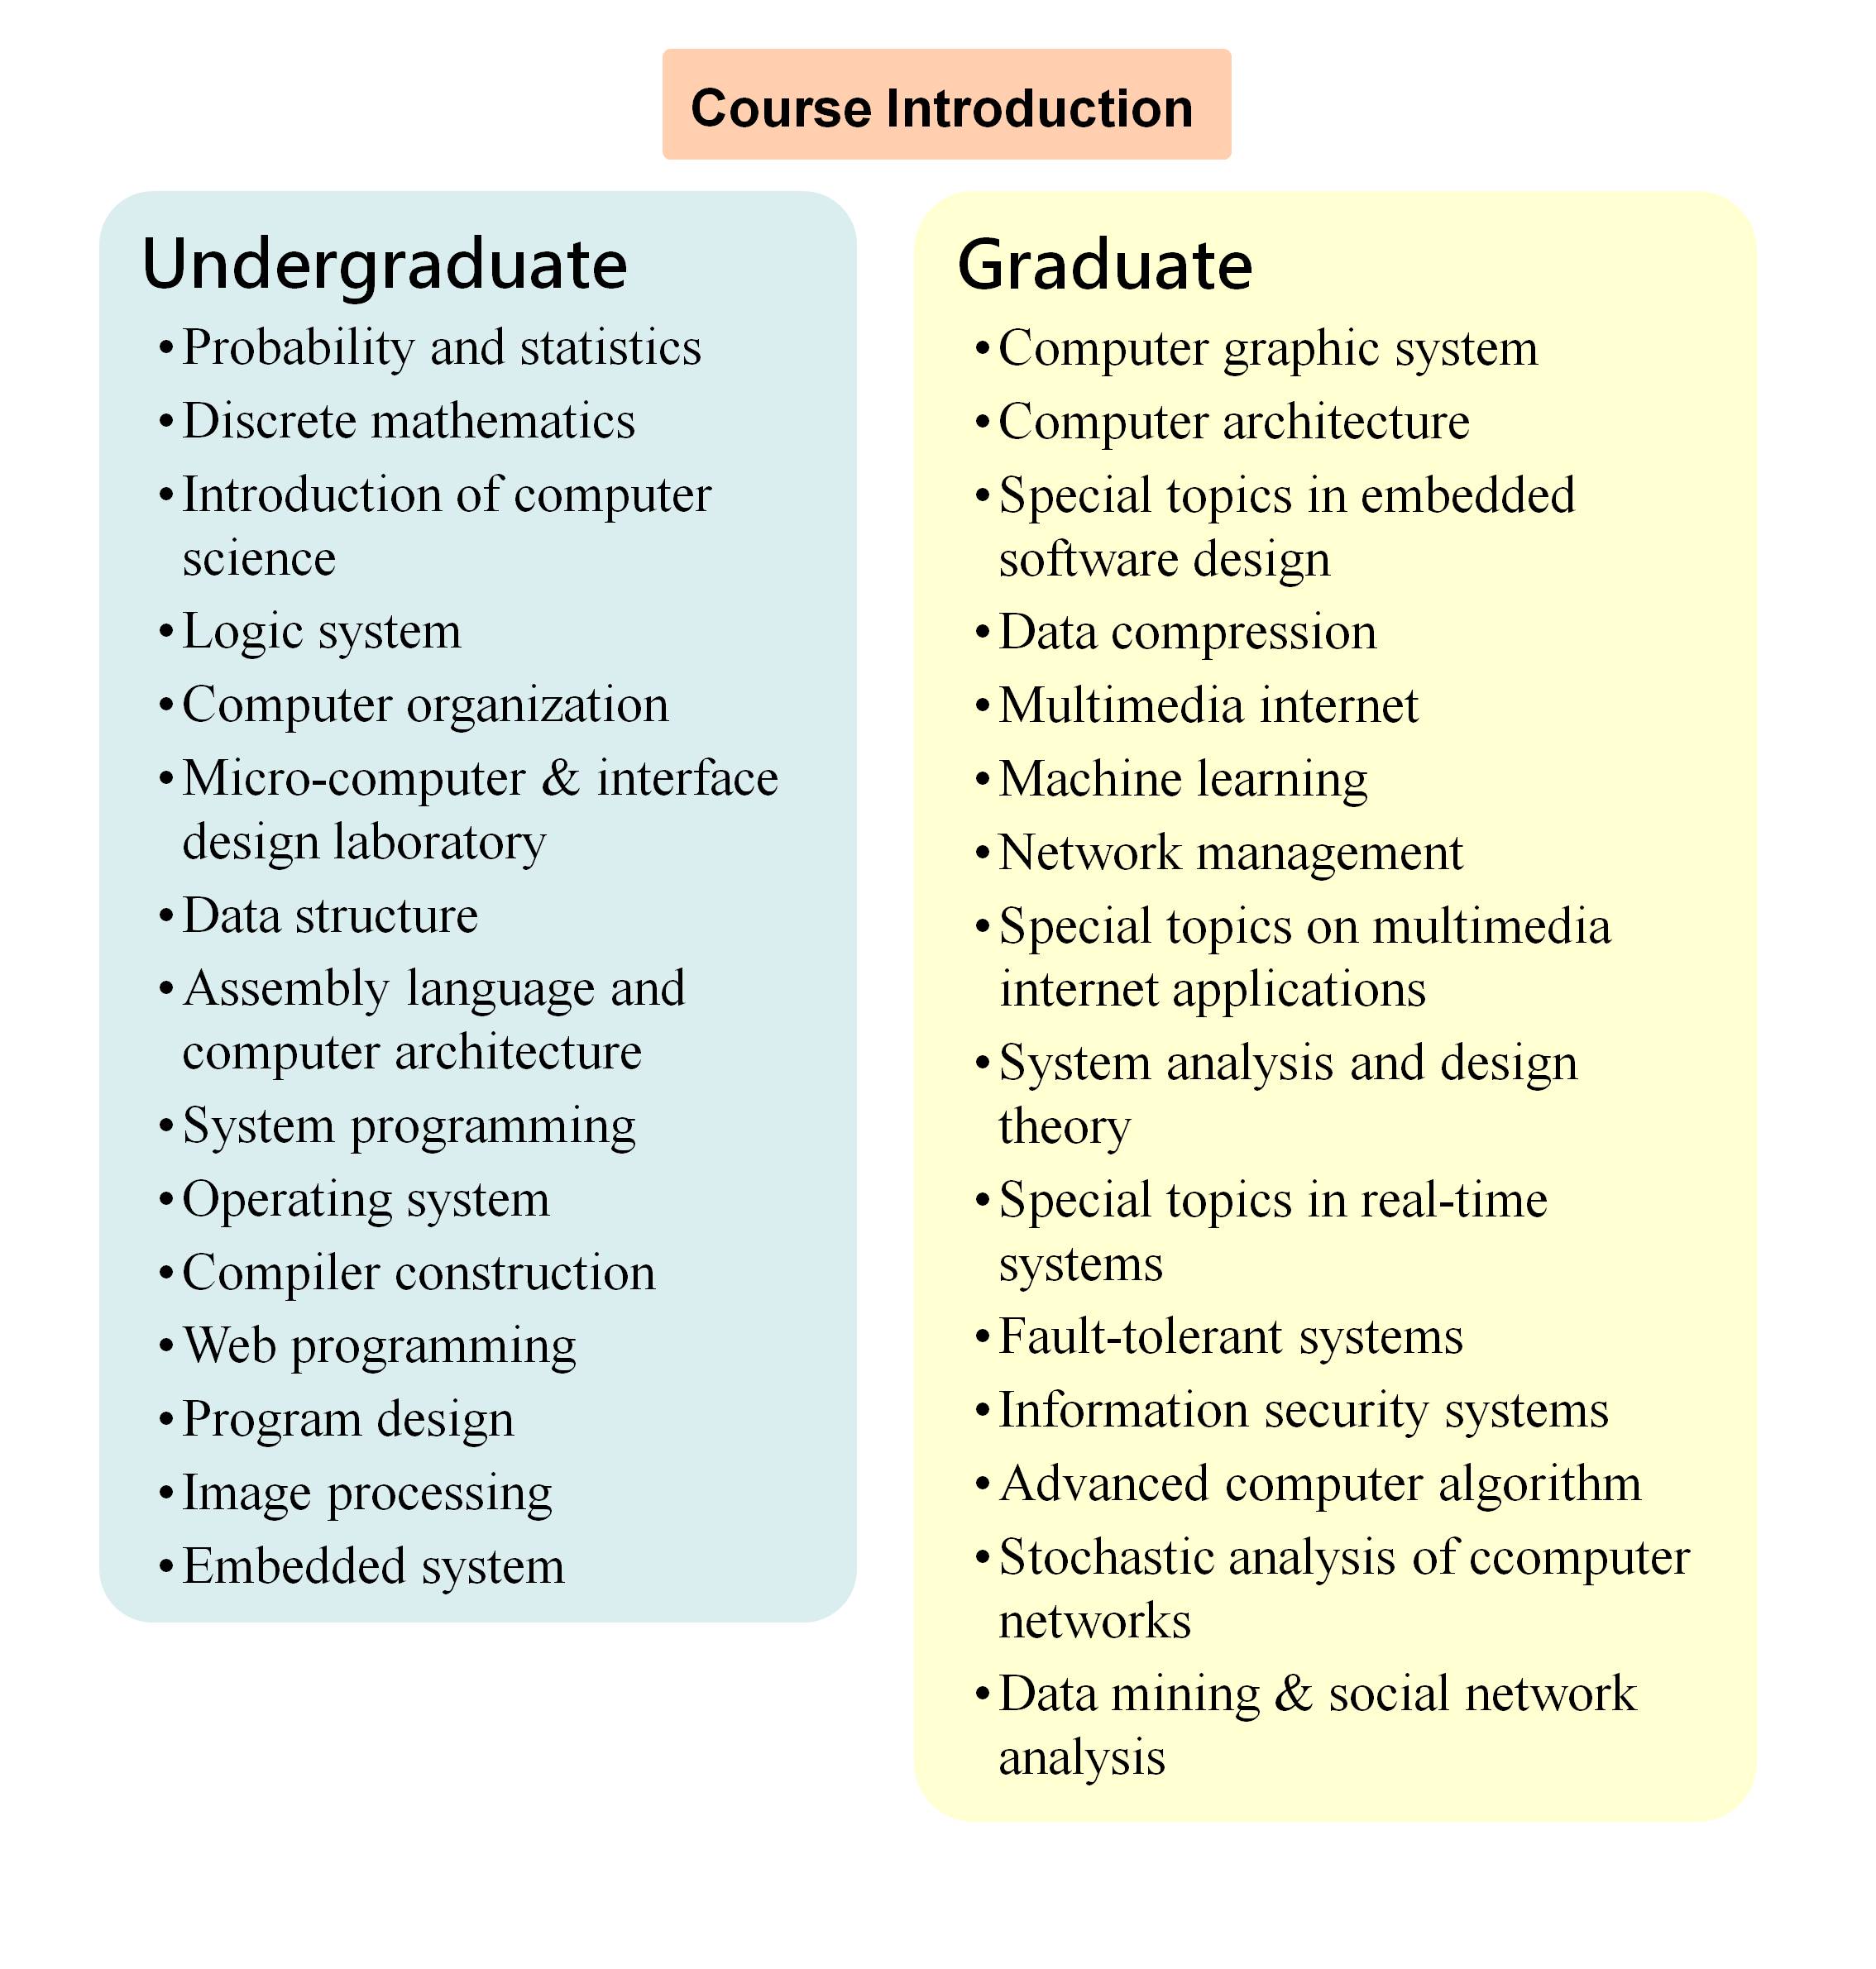 Course Introduction
Undergraduate
•Probability and statistics
•Discrete mathematics
•Introduction of computer
science
•Logic system
•Computer organization
•Micro-computer & interface
design laboratory
•Data structure
•Assembly language and
computer architecture
•System programming
•Operating system
•Compiler construction
•Web programming
•Program design
•Image processing
•Embedded system
Graduate
•Computer graphic system
•Computer architecture
•Special topics in embedded
software design
•Data compression
•Multimedia internet
•Machine learning
•Network management
•Special topics on multimedia
internet applications
•System analysis and design
theory
•Special topics in real-time
systems
•Fault-tolerant systems
•Information security systems
•Advanced computer algorithm
•Stochastic analysis of ccomputer
networks
•Data mining & social network
analysis